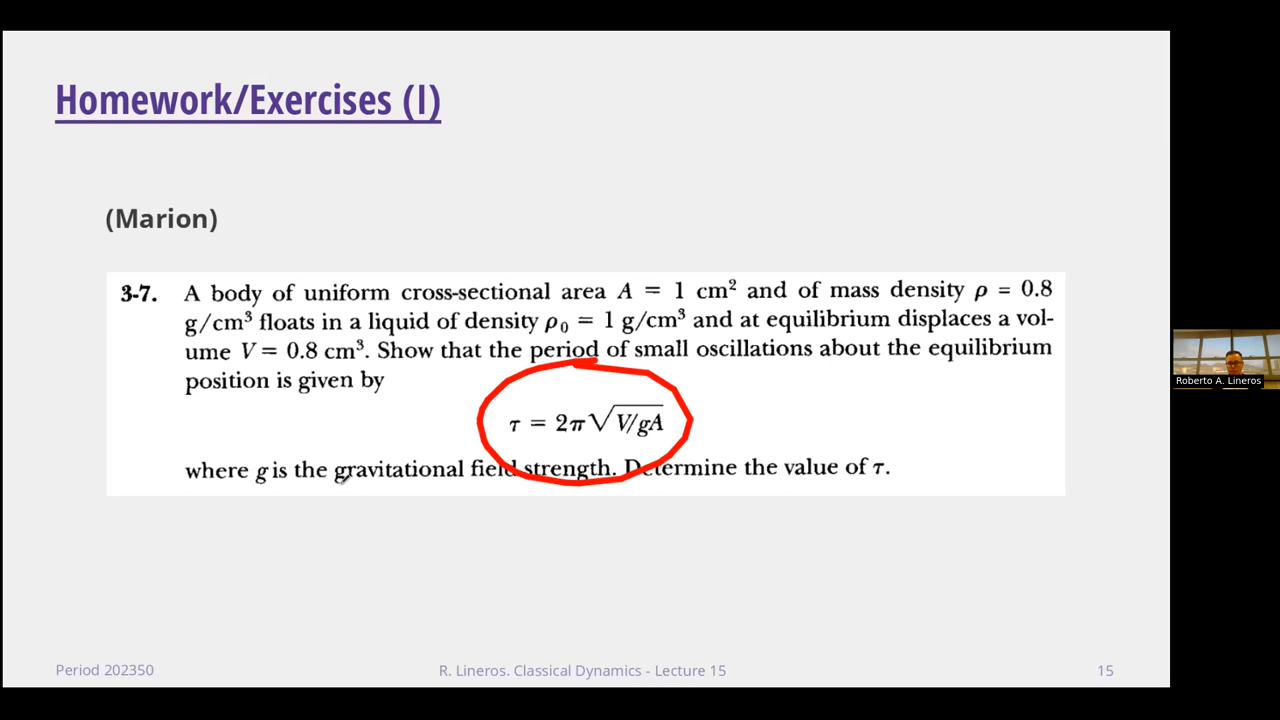 Homework/Exercises (I)
(Marion)
3-7. A body of uniform cross-sectional area A = 1 cm² and of mass density ρ = 0.8
g/cm³ floats in a liquid of density ρ₀ = 1 g/cm³ and at equilibrium displaces a vol-
ume V = 0.8 cm³. Show that the period of small oscillations about the equilibrium
position is given by
τ = 2π√V/gA
where g is the gravitational field strength. Determine the value of τ.
Roberto A. Lineros
Period 202350
R. Lineros. Classical Dynamics - Lecture 15
15